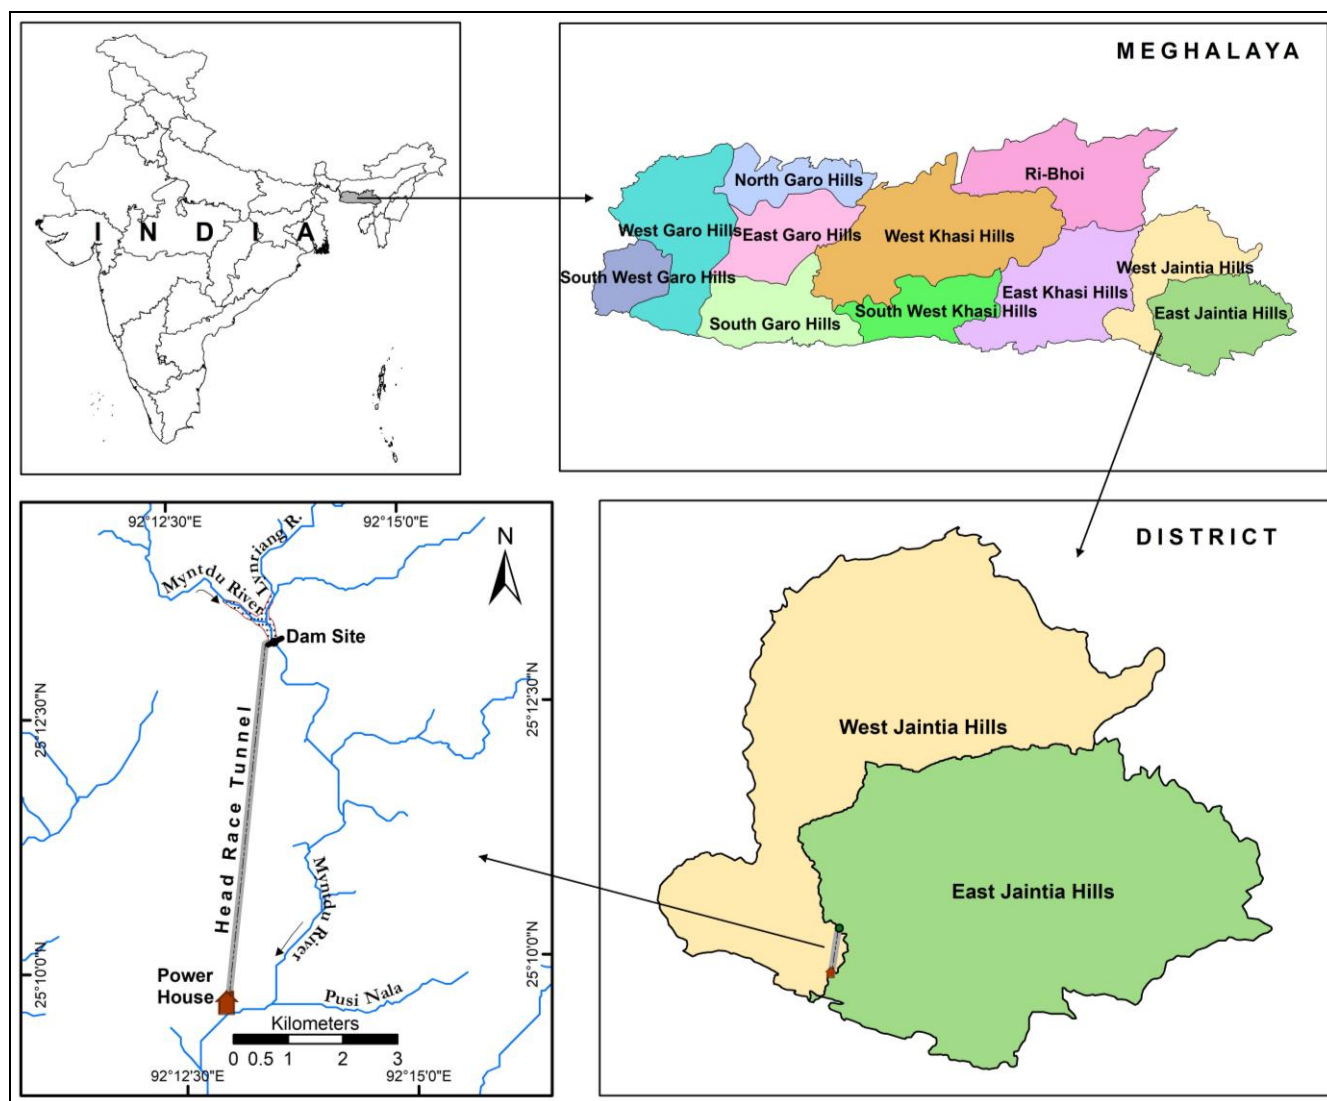 INDIA
MEGHALAYA
North Garo Hills
Ri-Bhoi
West Garo Hills
East Garo Hills
West Khasi Hills
South West Garo Hills
West Jaintia Hills
East Khasi Hills
South Garo Hills
South West Khasi Hills
East Jaintia Hills
92°12'30"E
92°15'0"E
N
Myntdu River
Lynriang R.
Dam Site
25°12'30"N
25°12'30"N
Head Race Tunnel
Myntdu River
25°10'0"N
25°10'0"N
Power
House
Pusi Nala
Kilometers
0 0.5 1 2 3
92°12'30"E
92°15'0"E
DISTRICT
West Jaintia Hills
East Jaintia Hills